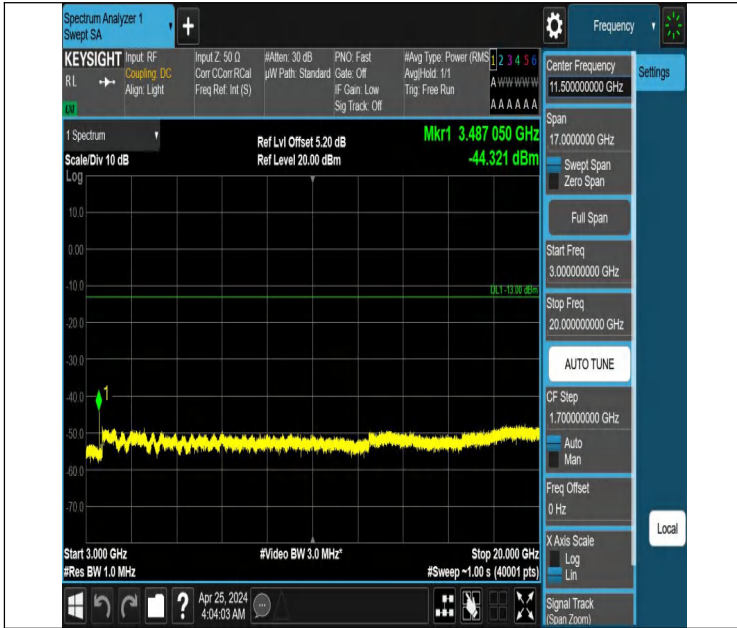 Spectrum Analyzer 1
Swept SA
+
Frequency
KEYSIGHT
RL
Input: RF
Coupling: DC
Align: Light
Input Z: 50 Ω
Corr CCorr RCal
Freq Ref: Int (S)
#Atten: 30 dB
µW Path: Standard
PNO: Fast
Gate: Off
IF Gain: Low
Sig Track: Off
#Avg Type: Power (RMS
Avg|Hold: 1/1
Trig: Free Run
1 2 3 4 5 6
A W W W W W
A A A A A A
1 Spectrum
Scale/Div 10 dB
Ref Lvl Offset 5.20 dB
Ref Level 20.00 dBm
Mkr1 3.487 050 GHz
-44.321 dBm
Log
10.0
0.00
-10.0
DL1 -13.00 dBm
-20.0
-30.0
-40.0
1
-50.0
-60.0
-70.0
Start 3.000 GHz
#Res BW 1.0 MHz
#Video BW 3.0 MHz*
Stop 20.000 GHz
#Sweep ~1.00 s (40001 pts)
?
Apr 25, 2024
4:04:03 AM
Center Frequency
11.500000000 GHz
Settings
Span
17.0000000 GHz
Swept Span
Zero Span
Full Span
Start Freq
3.000000000 GHz
Stop Freq
20.000000000 GHz
AUTO TUNE
CF Step
1.700000000 GHz
Auto
Man
Freq Offset
0 Hz
X Axis Scale
Log
Lin
Signal Track
(Span Zoom)
Local